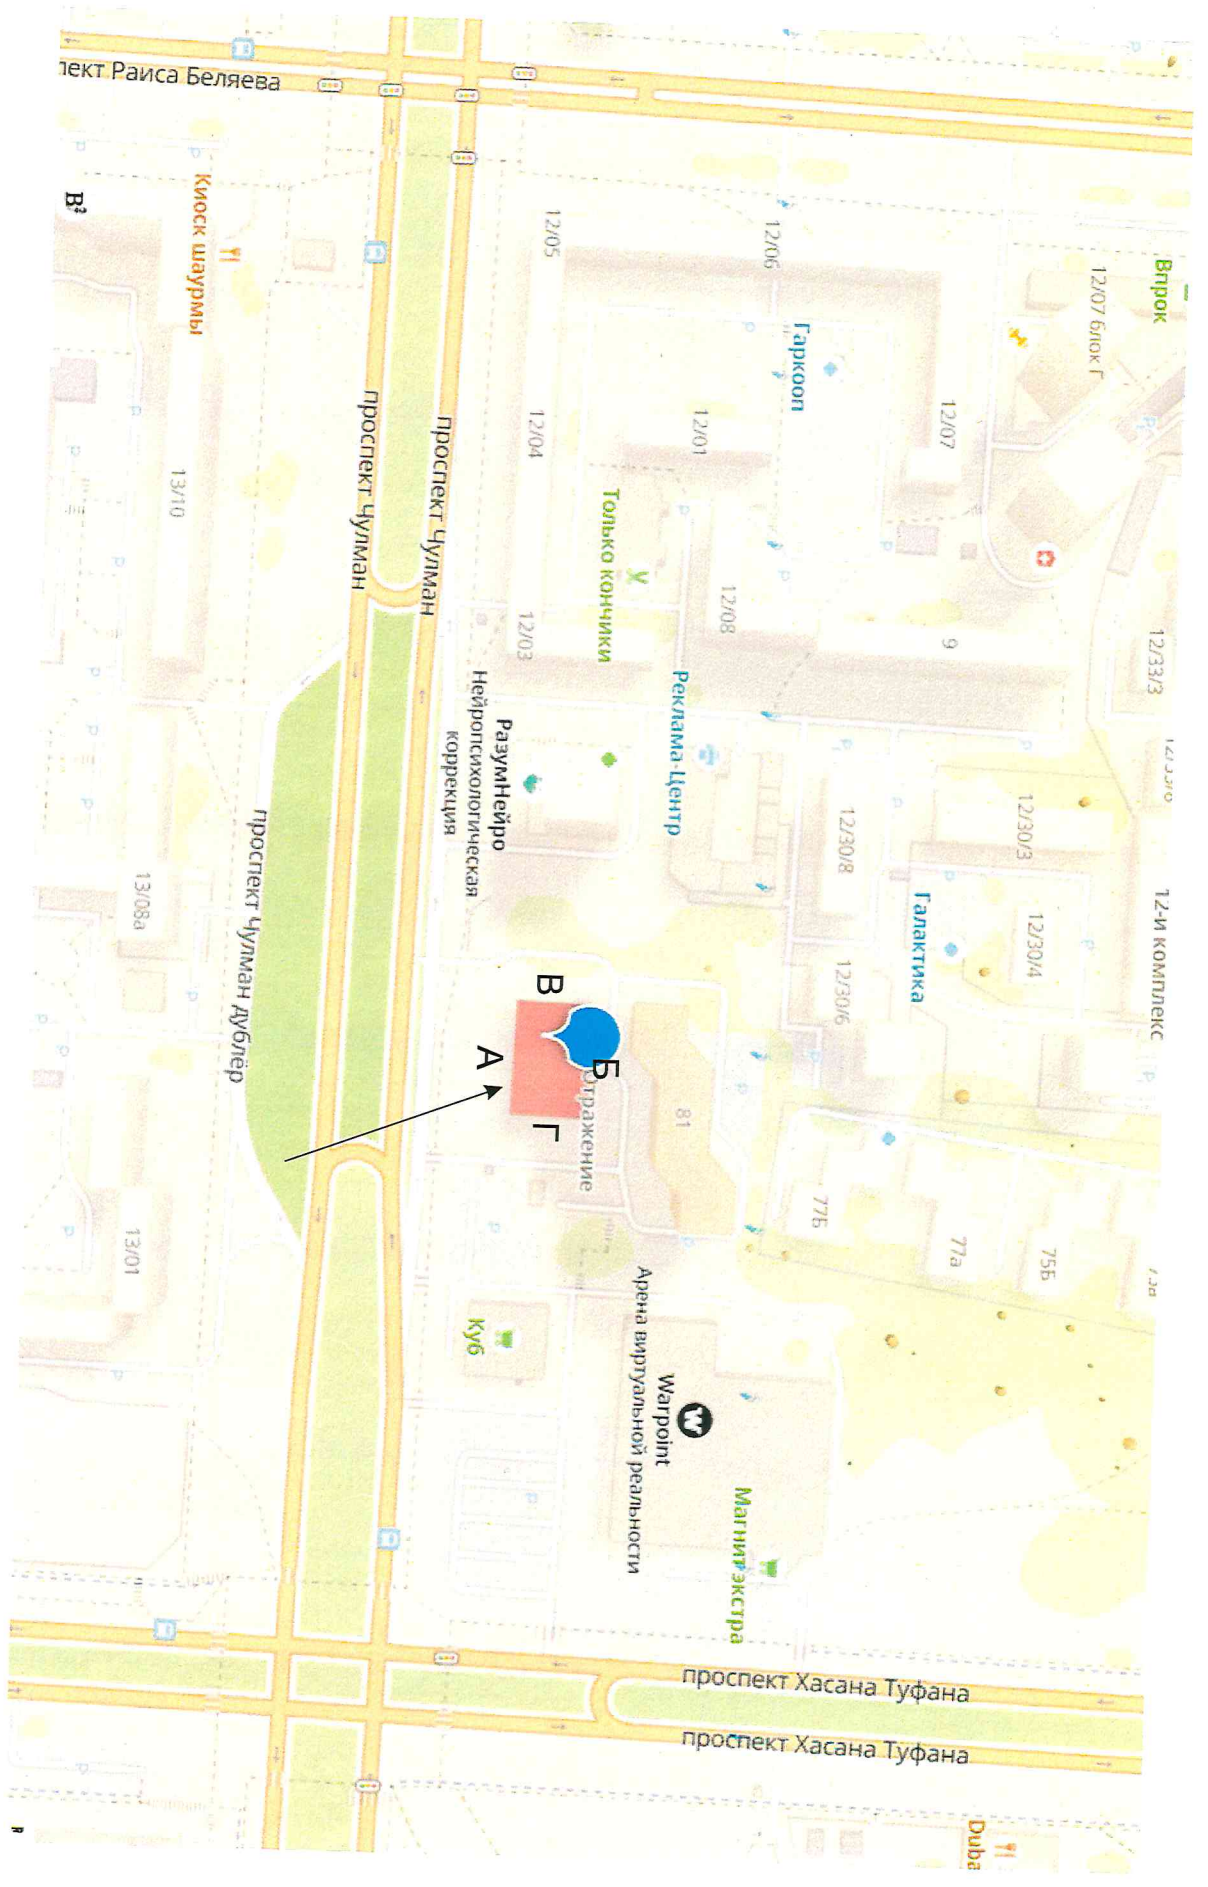 проспект Хасана Туфана
проспект Хасана Туфана
Duba
Впрок
12/07 блок Г
12/33/3
12-й комплекс
12/06
Гаркооп
12/07
9
12/30/3
12/30/4
Галактика
12/30/8
12/30/6
75Б
77а
77Б
12/05
12/04
12/01
Только кончики
12/08
12/03
Реклама-Центр
РазумНейро
Нейропсихологическая
коррекция
81
В
Б
А
Г
Отражение
Куб
Warpoint
Арена виртуальной реальности
W
Магнит экстра
пект Раиса Беляева
проспект Чулман
проспект Чулман
проспект Чулман дублёр
Киоск шаурмы
13/10
13/08а
13/01